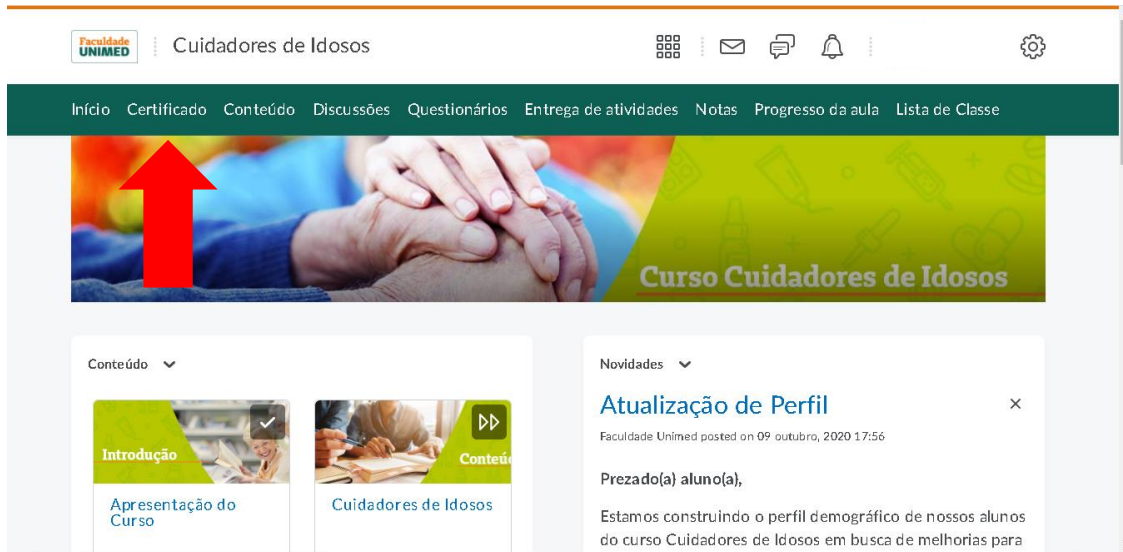 Faculdade
UNIMED
Cuidadores de Idosos
Início Certificado Conteúdo Discussões Questionários Entrega de atividades Notas Progresso da aula Lista de Classe
Curso Cuidadores de Idosos
Conteúdo
Introdução
Apresentação do
Curso
Conteú
Cuidadores de Idosos
Novidades
Atualização de Perfil
Faculdade Unimed posted on 09 outubro, 2020 17:56
Prezado(a) aluno(a),
Estamos construindo o perfil demográfico de nossos alunos
do curso Cuidadores de Idosos em busca de melhorias para